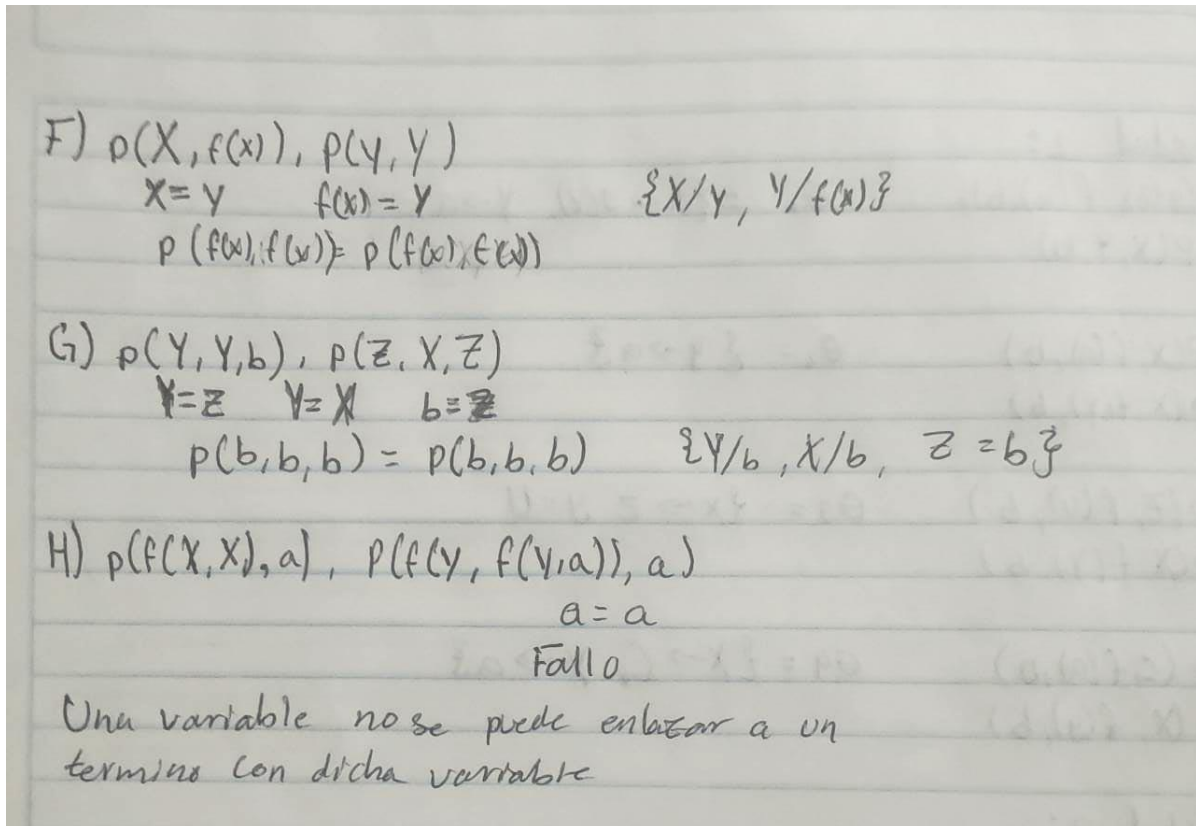 F) p(X, f(x)), p(y, y)
X = y f(x) = y {X/y, Y/f(x)}
p (f(x), f(x)) = p(f(x), f(x))
G) p(Y, Y, b), p(Z, X, Z)
Y=Z Y=X b=Z
p(b, b, b) = p(b, b, b) {Y/b, X/b, Z = b}
H) p(f(X, X), a), P(f(y, f(y, a)), a)
a = a
Fallo
Una variable no se puede enlazar a un
termino con dicha variable